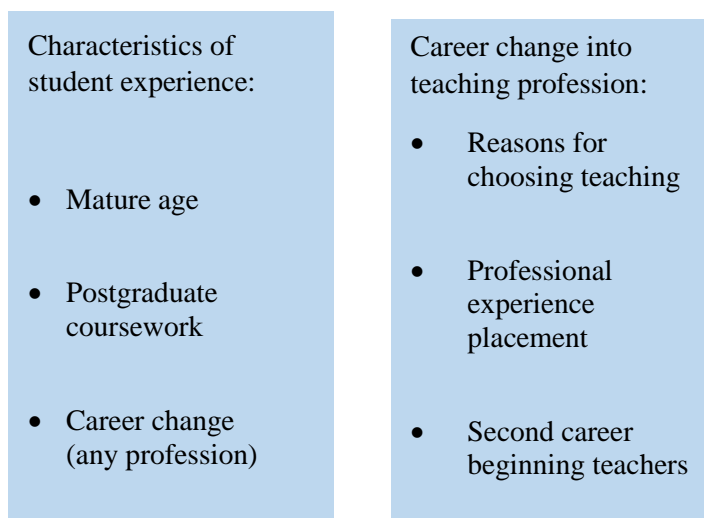 Characteristics of
student experience:
• Mature age
• Postgraduate
coursework
• Career change
(any profession)
Career change into
teaching profession:
• Reasons for
choosing teaching
• Professional
experience
placement
• Second career
beginning teachers